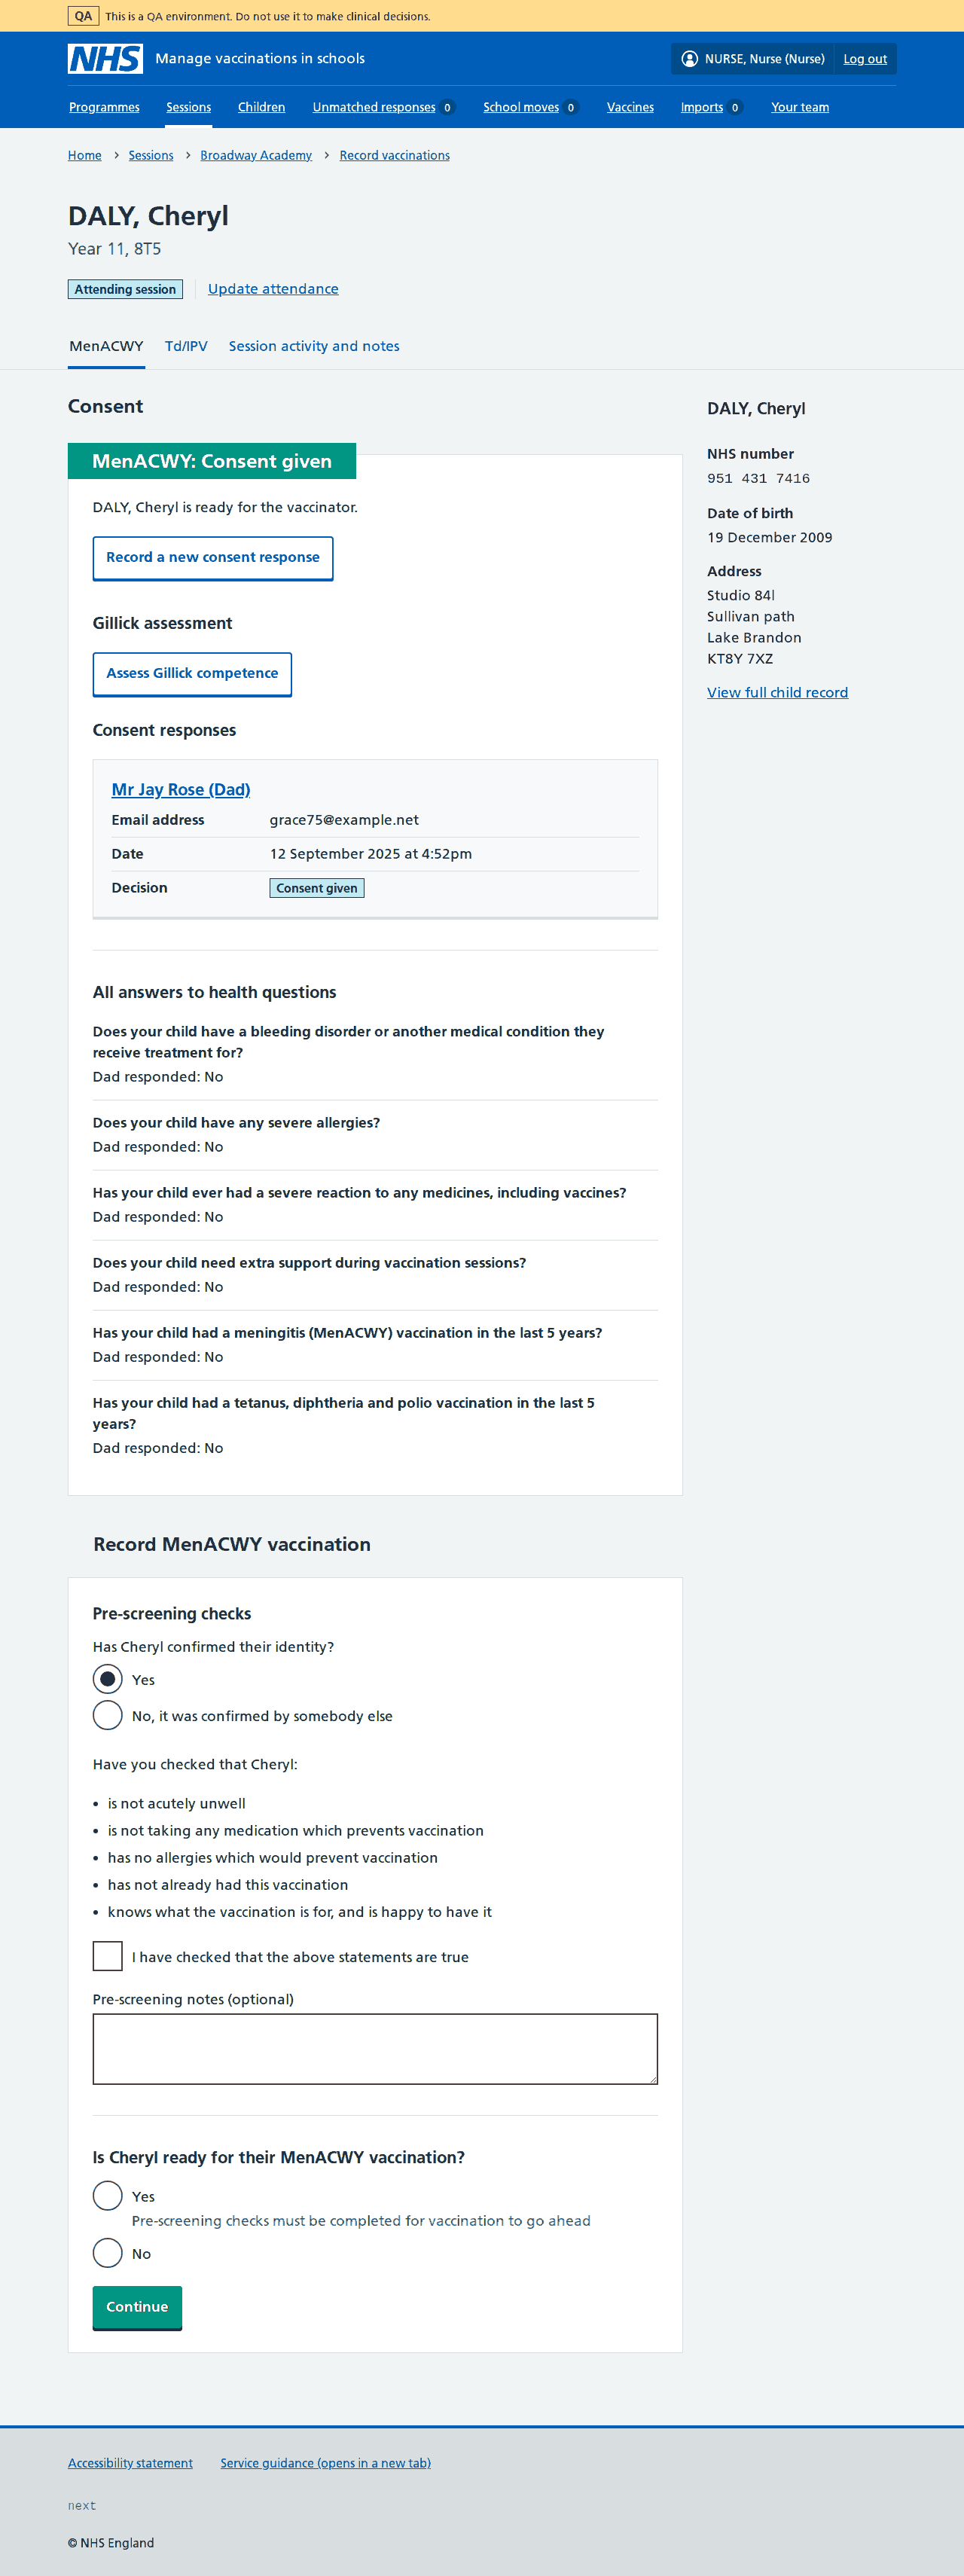 QA This is a QA environment. Do not use it to make clinical decisions.
NHS Manage vaccinations in schools NURSE, Nurse (Nurse) Log out
Programmes Sessions Children Unmatched responses 0 School moves 0 Vaccines Imports 0 Your team
Home Sessions Broadway Academy Record vaccinations
DALY, Cheryl
Year 11, 8T5
Attending session Update attendance
MenACWY Td/IPV Session activity and notes
Consent
MenACWY: Consent given
DALY, Cheryl is ready for the vaccinator.
Record a new consent response
Gillick assessment
Assess Gillick competence
Consent responses
Mr Jay Rose (Dad)
Email address grace75@example.net
Date 12 September 2025 at 4:52pm
Decision Consent given
All answers to health questions
Does your child have a bleeding disorder or another medical condition they
receive treatment for?
Dad responded: No
Does your child have any severe allergies?
Dad responded: No
Has your child ever had a severe reaction to any medicines, including vaccines?
Dad responded: No
Does your child need extra support during vaccination sessions?
Dad responded: No
Has your child had a meningitis (MenACWY) vaccination in the last 5 years?
Dad responded: No
Has your child had a tetanus, diphtheria and polio vaccination in the last 5
years?
Dad responded: No
DALY, Cheryl
NHS number
951 431 7416
Date of birth
19 December 2009
Address
Studio 84l
Sullivan path
Lake Brandon
KT8Y 7XZ
View full child record
Record MenACWY vaccination
Pre-screening checks
Has Cheryl confirmed their identity?
Yes
No, it was confirmed by somebody else
Have you checked that Cheryl:
• is not acutely unwell
• is not taking any medication which prevents vaccination
• has no allergies which would prevent vaccination
• has not already had this vaccination
• knows what the vaccination is for, and is happy to have it
I have checked that the above statements are true
Pre-screening notes (optional)
Is Cheryl ready for their MenACWY vaccination?
Yes
Pre-screening checks must be completed for vaccination to go ahead
No
Continue
Accessibility statement Service guidance (opens in a new tab)
next
© NHS England